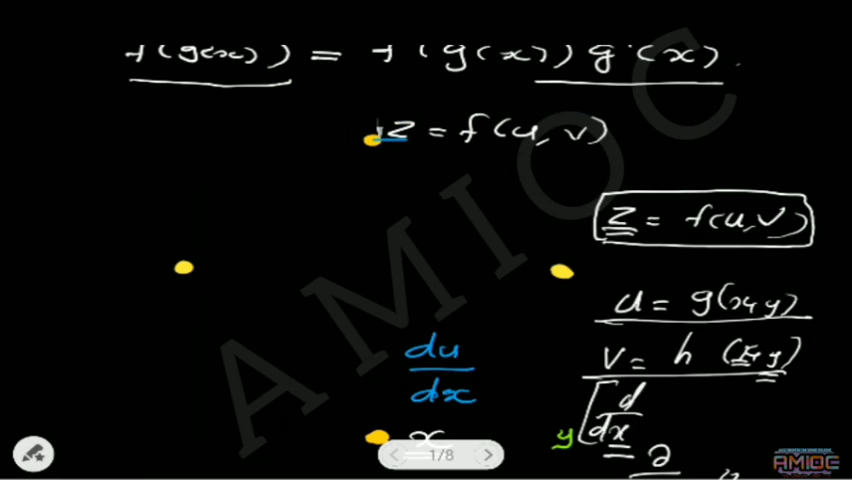 f(g(x)) = f'(g(x)) g'(x).
z = f(u, v)
z = f(u, v)
u = g(x, y)
v = h (x, y)
du
dx
d
dx
y
x
∂
1/8
AMIOC
AMIOC